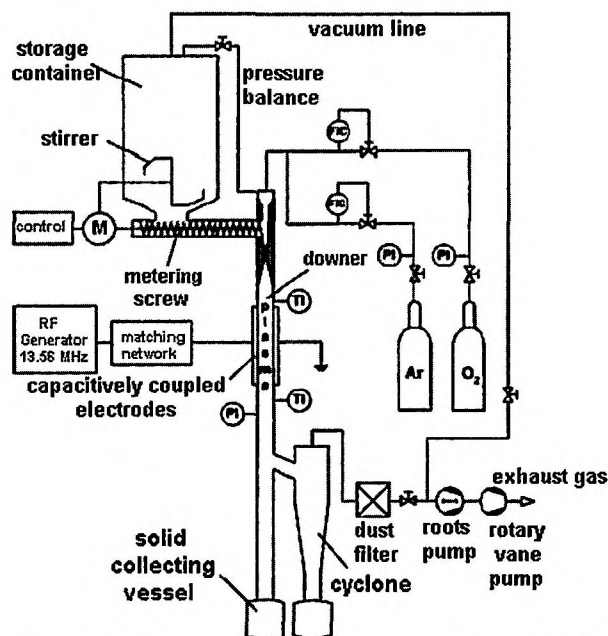 vacuum line
storage
container
pressure
balance
stirrer
FIC
FIC
control
M
PI
PI
metering
screw
downer
TI
plasma
RF
Generator
13.56 MHz
matching
network
Ar
O2
capacitively coupled
electrodes
TI
PI
exhaust gas
dust
filter
roots
pump
rotary
vane
pump
solid
collecting
vessel
cyclone